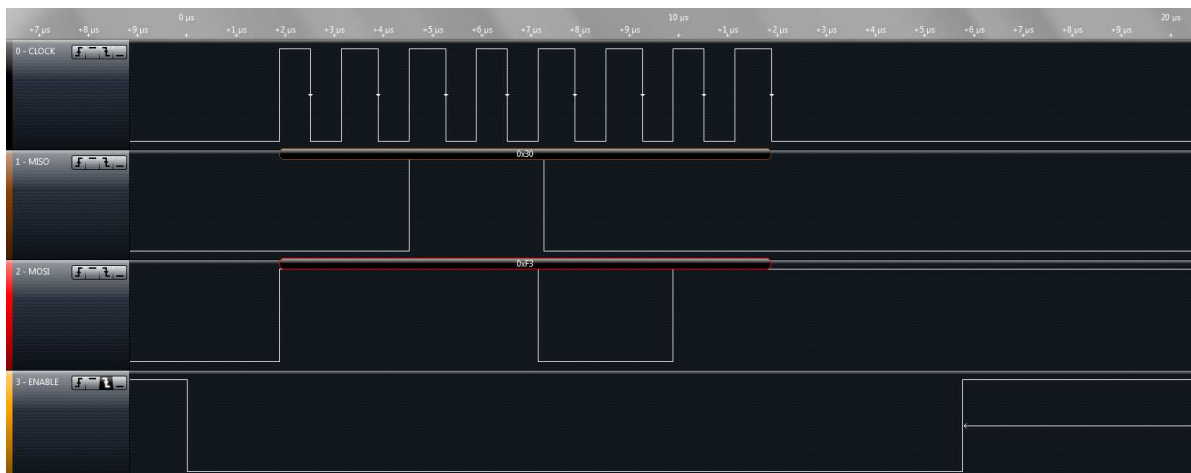 0 µs 10 µs 20 µs
+7 µs +8 µs +9 µs +1 µs +2 µs +3 µs +4 µs +5 µs +6 µs +7 µs +8 µs +9 µs +1 µs +2 µs +3 µs +4 µs +5 µs +6 µs +7 µs +8 µs +9 µs
0 - CLOCK
0x30
1 - MISO
0xF3
2 - MOSI
3 - ENABLE